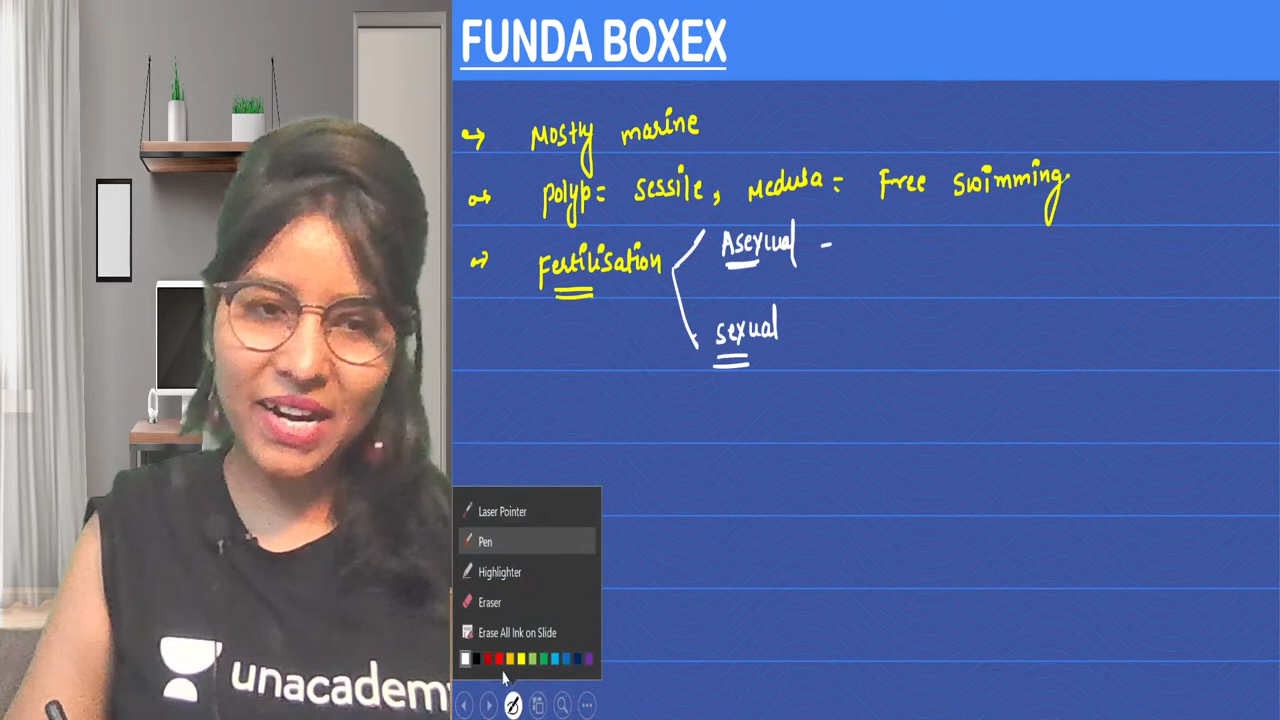 FUNDA BOXEX
→ Mostly marine
→ polyp = sessile, Medusa = Free swimming.
→ Fertilisation
Asexual -
sexual
Laser Pointer
Pen
Highlighter
Eraser
Erase All Ink on Slide
unacademy